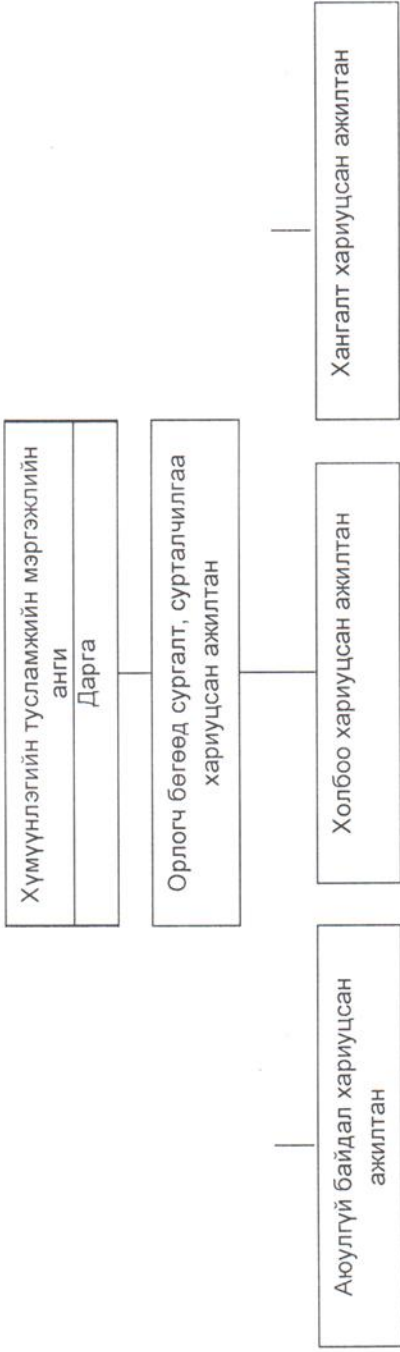 Хүмүүнлэгийн тусламжийн мэргэжлийн
анги
Дарга
Орлогч бөгөөд сургалт, сурталчилгаа
хариуцсан ажилтан
Аюулгүй байдал хариуцсан
ажилтан
Холбоо хариуцсан ажилтан
Хангалт хариуцсан ажилтан